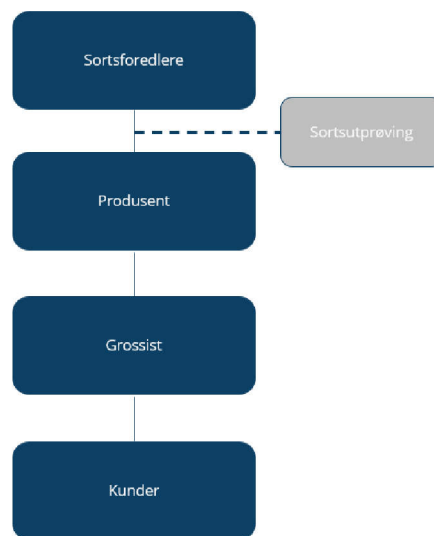 Sortsforedlere
Sortsutprøving
Produsent
Grossist
Kunder